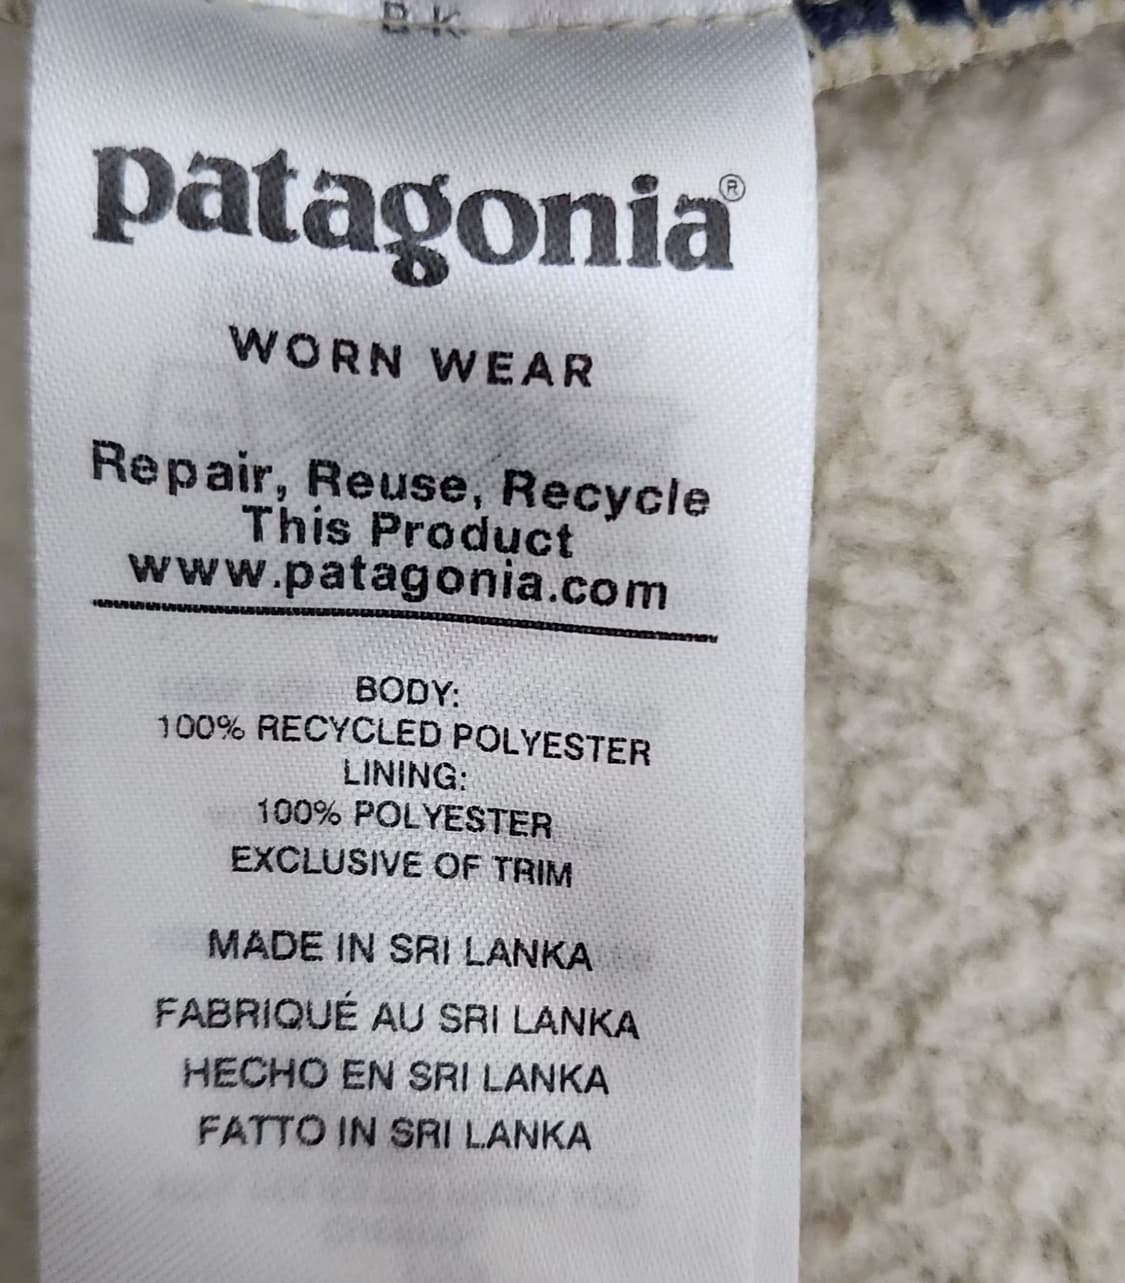 patagonia®
WORN WEAR
Repair, Reuse, Recycle
This Product
www.patagonia.com
BODY:
100% RECYCLED POLYESTER
LINING:
100% POLYESTER
EXCLUSIVE OF TRIM
MADE IN SRI LANKA
FABRIQUÉ AU SRI LANKA
HECHO EN SRI LANKA
FATTO IN SRI LANKA